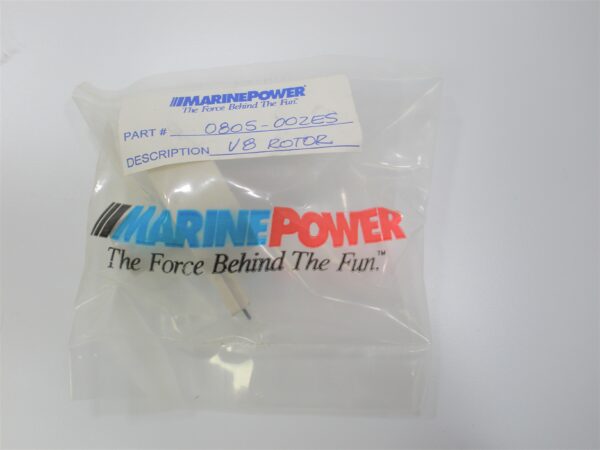 MARINEPOWER®
The Force Behind The Fun.™
PART # 0805-002ES
DESCRIPTION V8 ROTOR
MARINEPOWER
The Force Behind The Fun.™